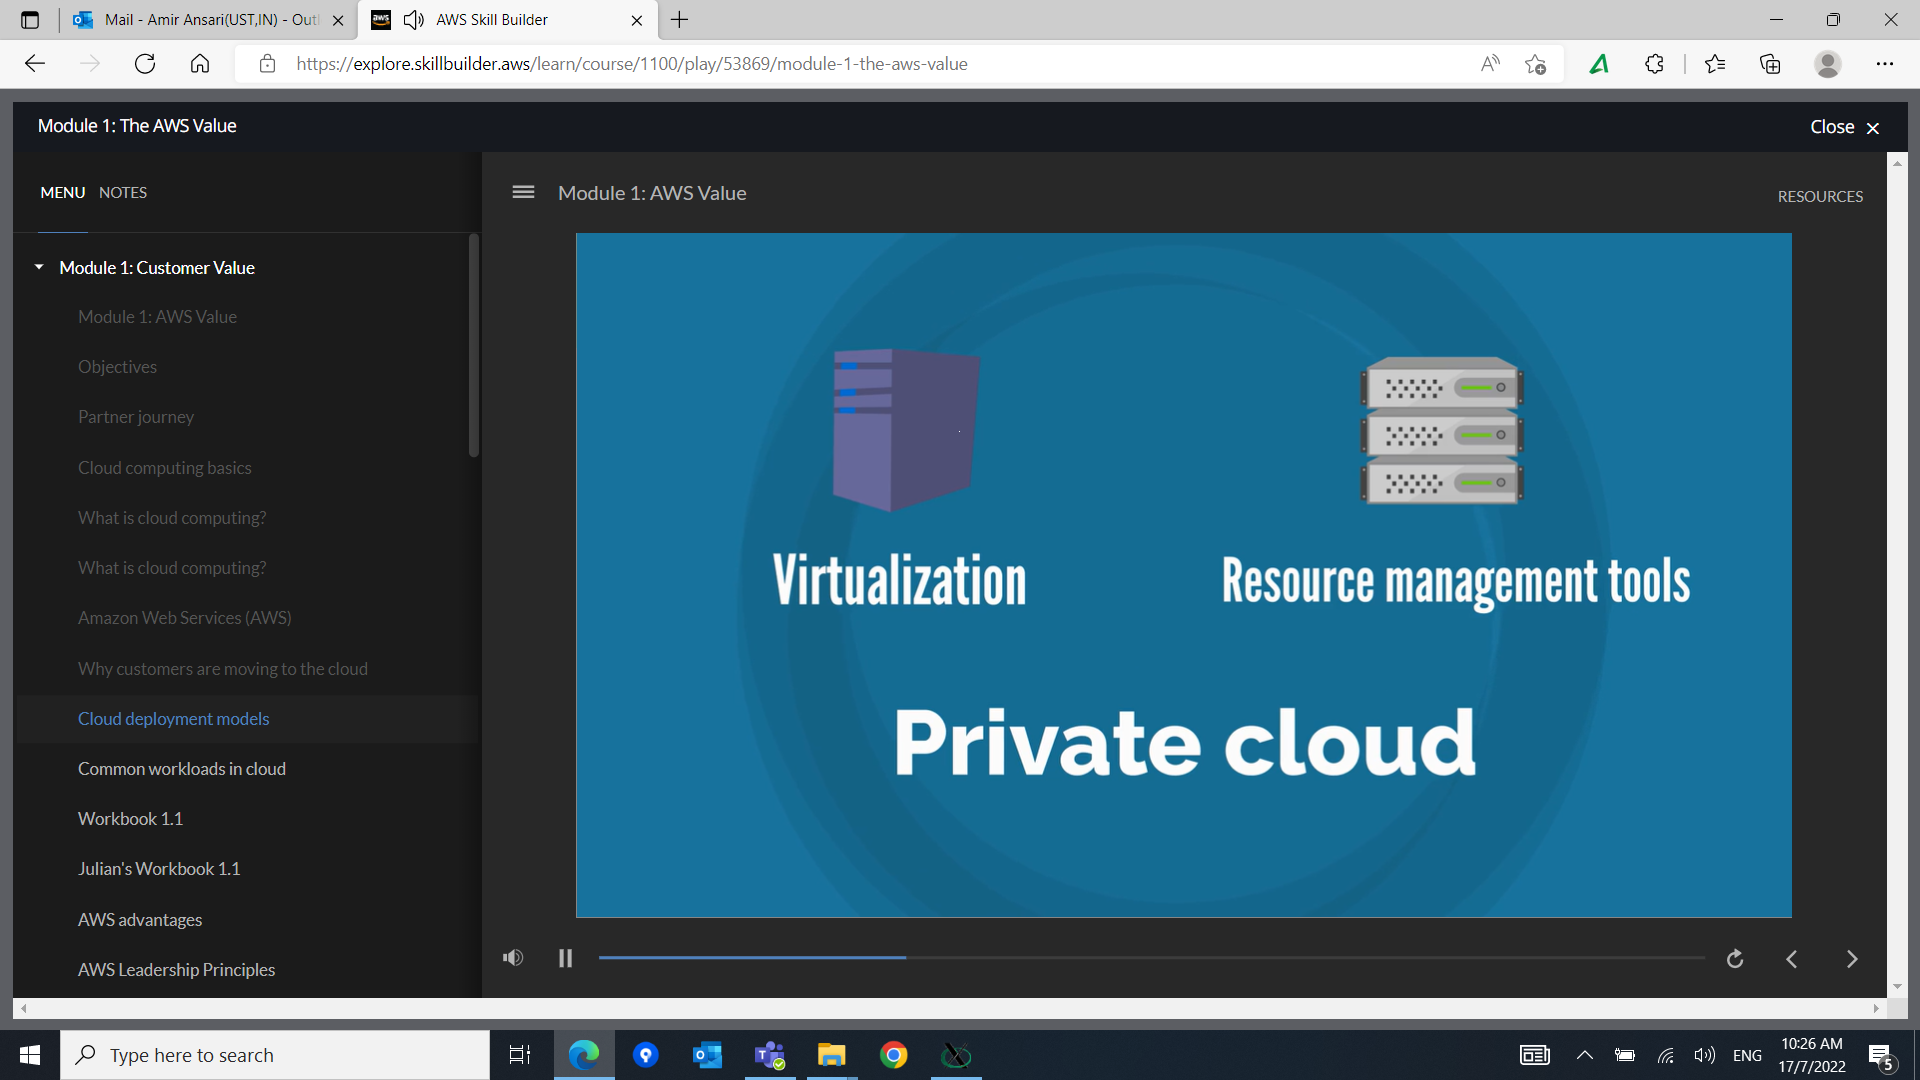 Mail - Amir Ansari(UST,IN) - Outl
aws
AWS Skill Builder
https://explore.skillbuilder.aws/learn/course/1100/play/53869/module-1-the-aws-value
Module 1: The AWS Value
Close
MENU
NOTES
Module 1: AWS Value
RESOURCES
Module 1: Customer Value
Module 1: AWS Value
Objectives
Partner journey
Cloud computing basics
What is cloud computing?
What is cloud computing?
Amazon Web Services (AWS)
Why customers are moving to the cloud
Cloud deployment models
Common workloads in cloud
Workbook 1.1
Julian's Workbook 1.1
AWS advantages
AWS Leadership Principles
Virtualization
Resource management tools
Private cloud
Type here to search
ENG
10:26 AM
17/7/2022
5